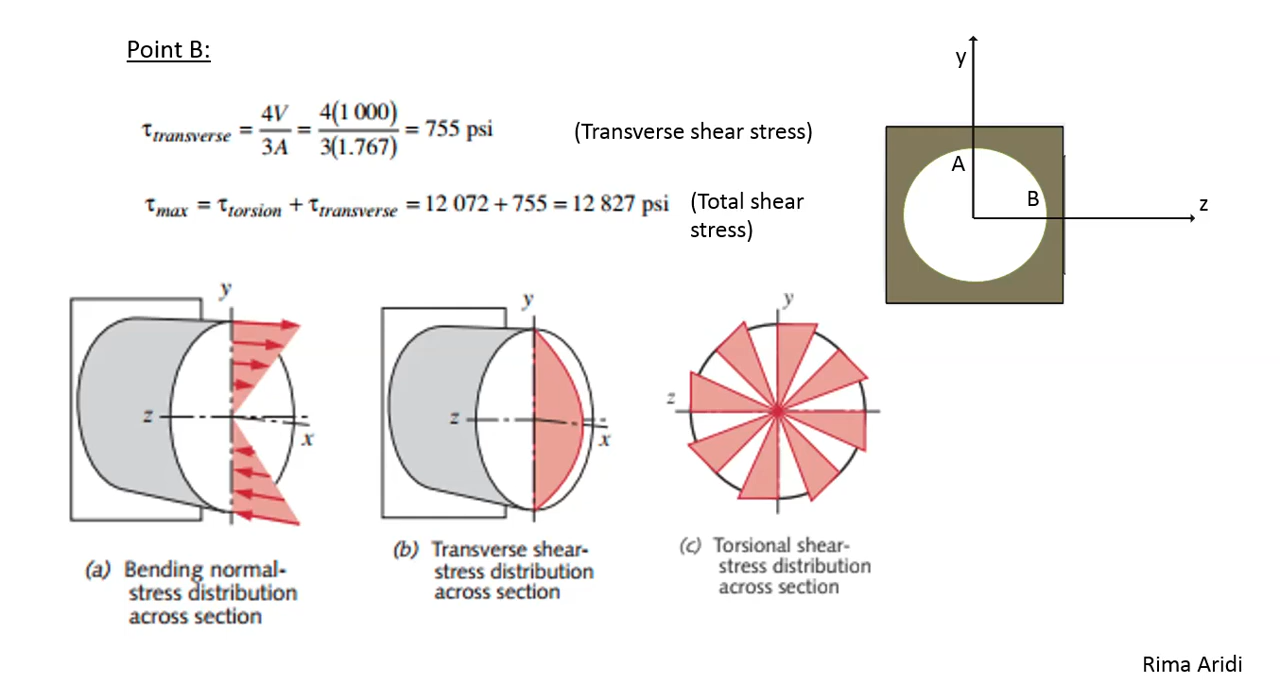 Point B:
τtransverse = 4V/3A = 4(1 000)/3(1.767) = 755 psi (Transverse shear stress)
τmax = τtorsion + τtransverse = 12 072 + 755 = 12 827 psi (Total shear
stress)
y
A
B
z
y
z
x
(a) Bending normal-
stress distribution
across section
y
z
x
(b) Transverse shear-
stress distribution
across section
y
z
(c) Torsional shear-
stress distribution
across section
Rima Aridi